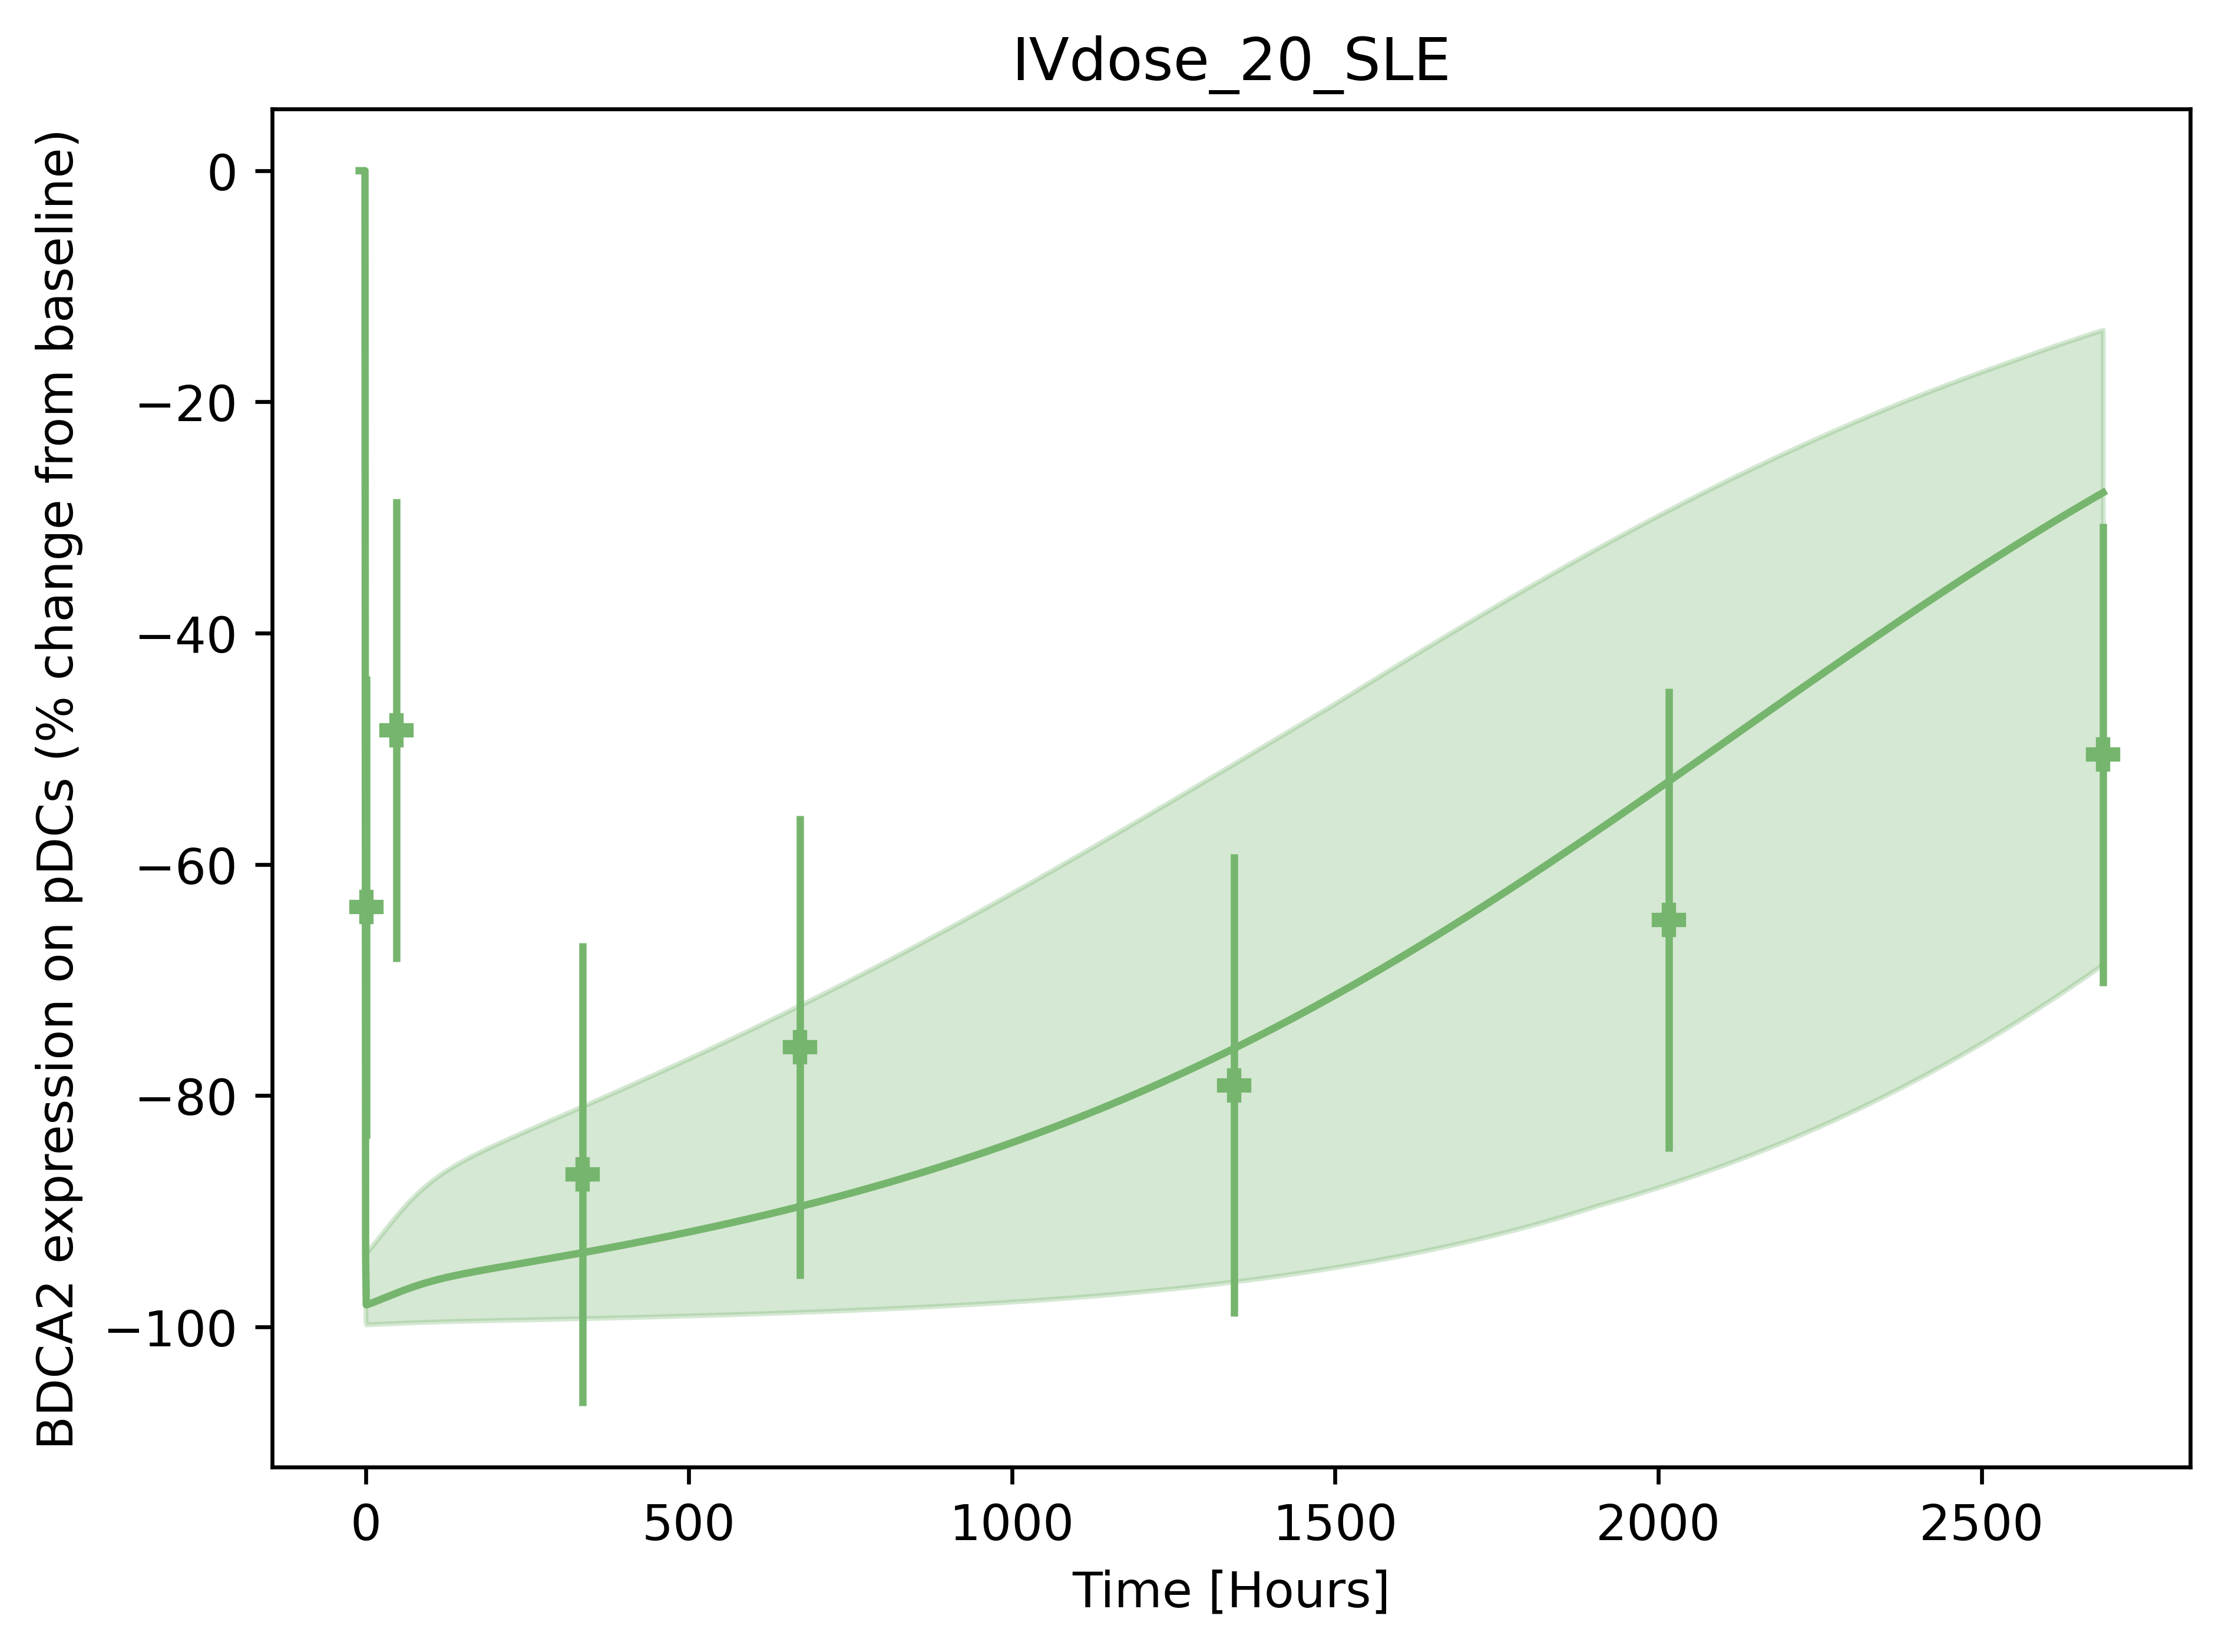 IVdose_20_SLE
BDCA2 expression on pDCs (% change from baseline)
0
−20
−40
−60
−80
−100
0 500 1000 1500 2000 2500
Time [Hours]